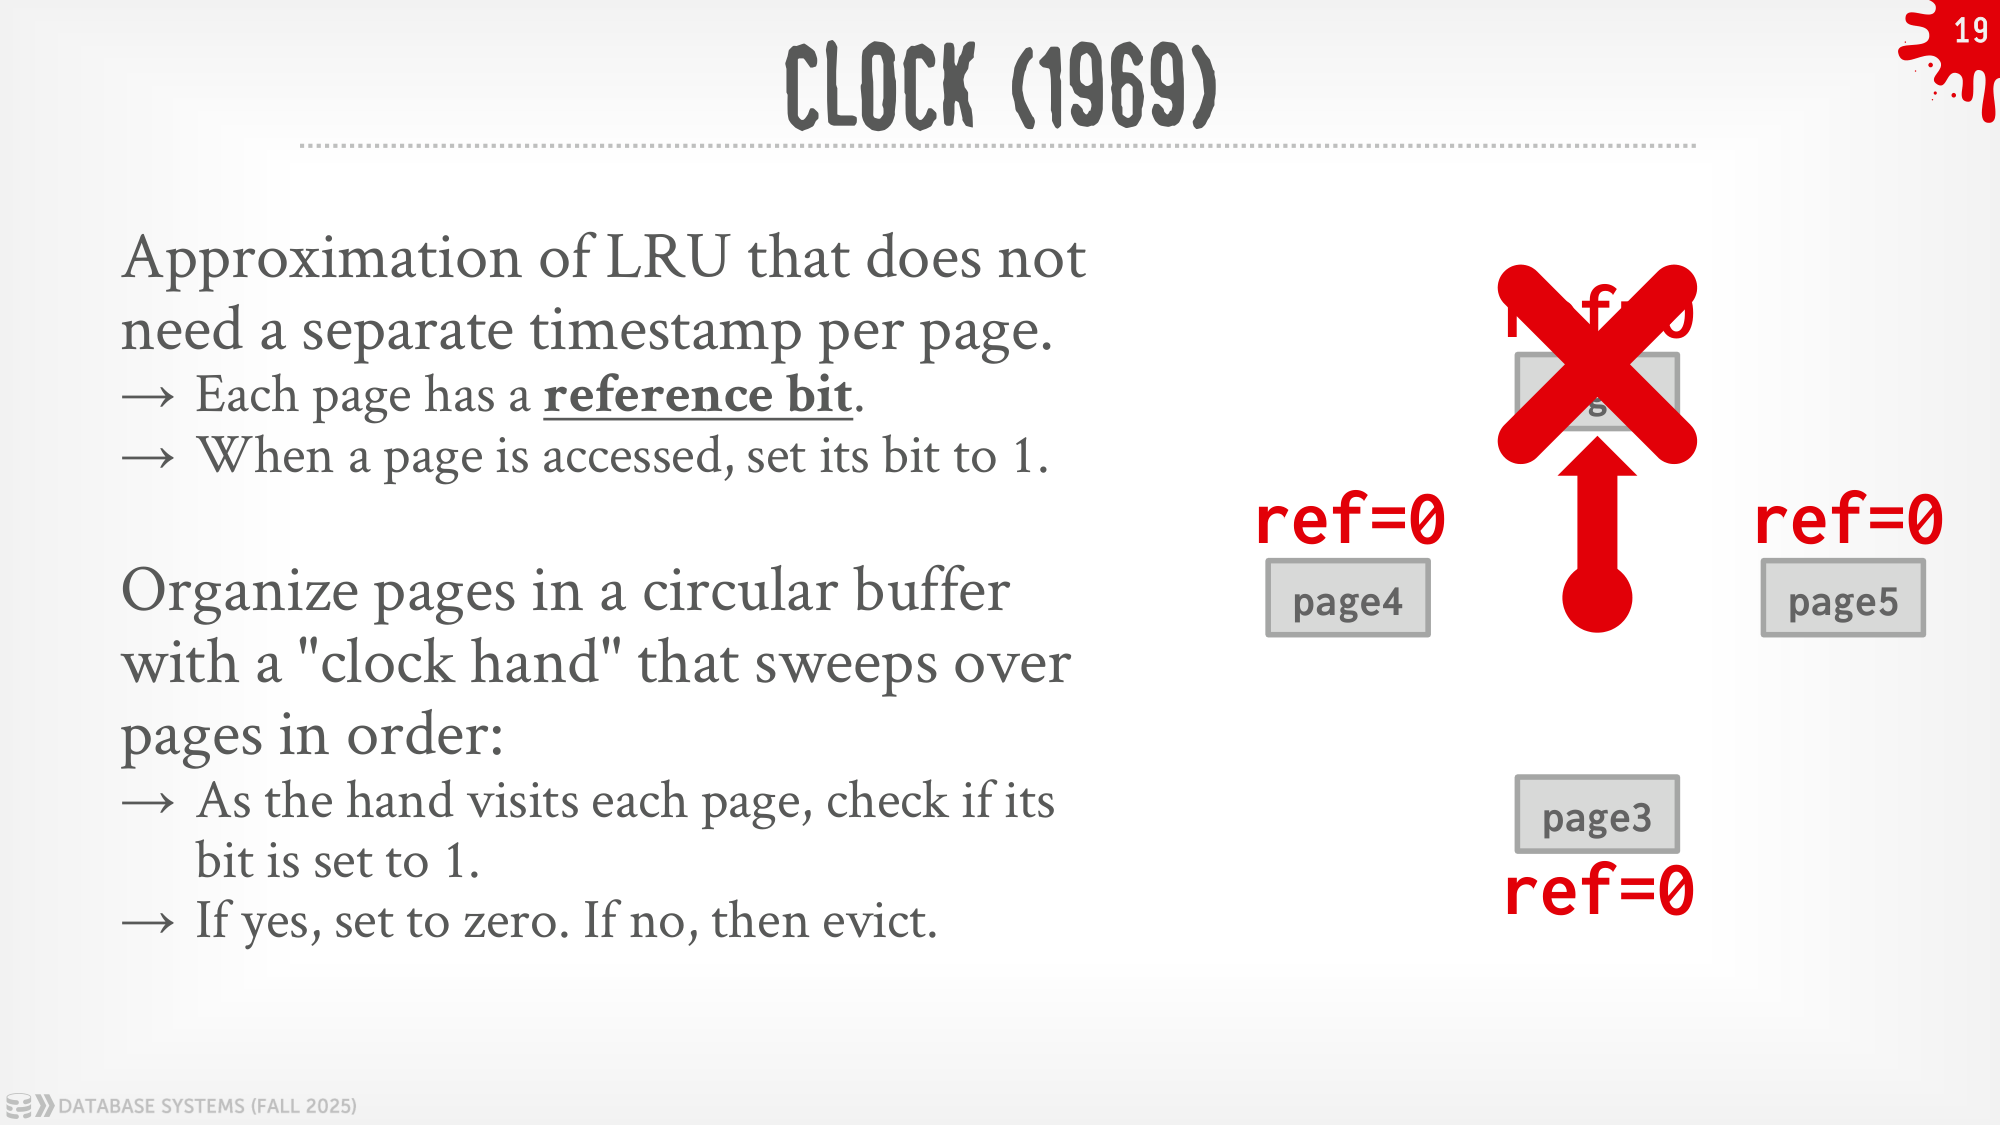 19
CLOCK (1969)
Approximation of LRU that does not
need a separate timestamp per page.
→ Each page has a reference bit.
→ When a page is accessed, set its bit to 1.
Organize pages in a circular buffer
with a "clock hand" that sweeps over
pages in order:
→ As the hand visits each page, check if its
bit is set to 1.
→ If yes, set to zero. If no, then evict.
ref=0
page4
ref=0
page5
page3
ref=0
DATABASE SYSTEMS (FALL 2025)